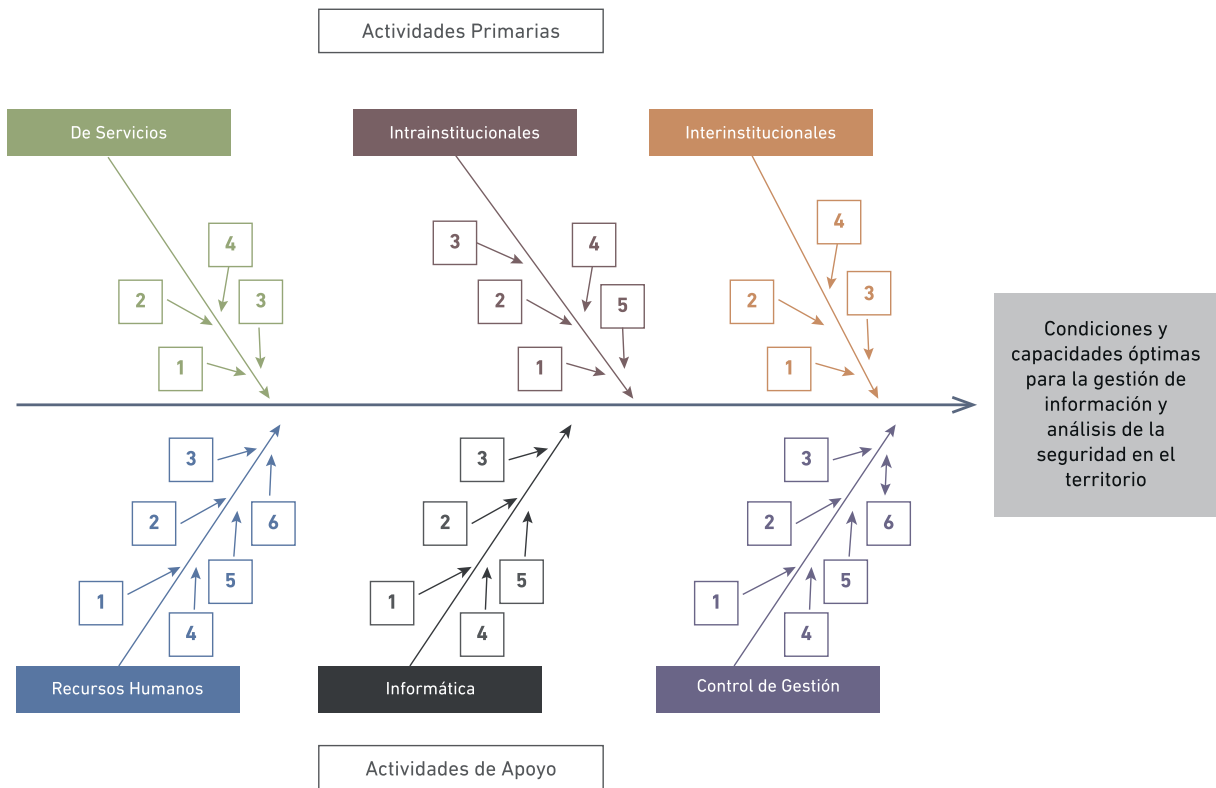 Actividades Primarias
De Servicios
Intrainstitucionales
Interinstitucionales
4
2
3
1
3
4
2
5
1
4
2
3
1
Condiciones y
capacidades óptimas
para la gestión de
información y
análisis de la
seguridad en el
territorio
3
2
6
1
5
4
3
2
1
5
4
3
2
6
1
5
4
Recursos Humanos
Informática
Control de Gestión
Actividades de Apoyo